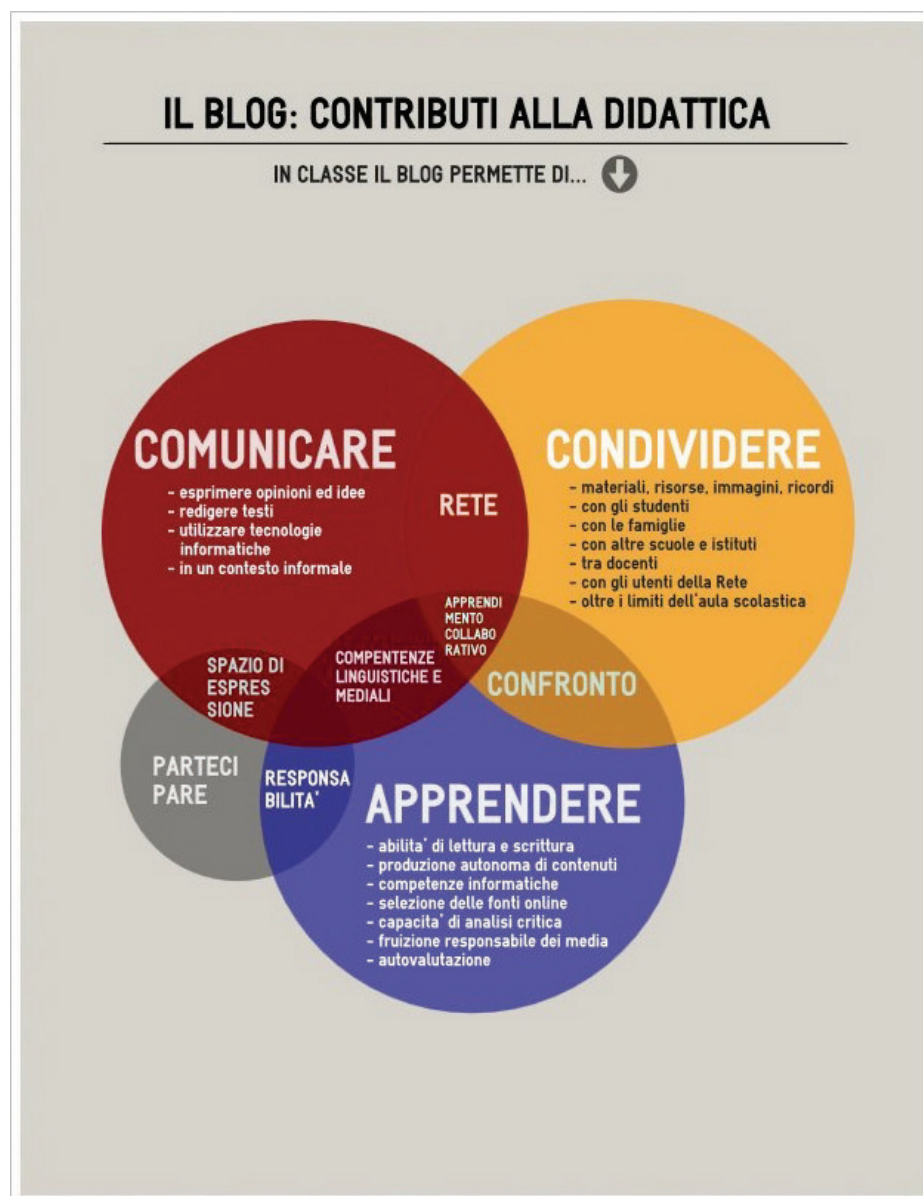 IL BLOG: CONTRIBUTI ALLA DIDATTICA
IN CLASSE IL BLOG PERMETTE DI...
COMUNICARE
- esprimere opinioni ed idee
- redigere testi
- utilizzare tecnologie
informatiche
- in un contesto informale
RETE
CONDIVIDERE
- materiali, risorse, immagini, ricordi
- con gli studenti
- con le famiglie
- con altre scuole e istituti
- tra docenti
- con gli utenti della Rete
- oltre i limiti dell'aula scolastica
APPRENDI
MENTO
COLLABO
RATIVO
SPAZIO DI
ESPRES
SIONE
COMPENTENZE
LINGUISTICHE E
MEDIALI
CONFRONTO
PARTECI
PARE
RESPONSA
BILITA'
APPRENDERE
- abilita' di lettura e scrittura
- produzione autonoma di contenuti
- competenze informatiche
- selezione delle fonti online
- capacita' di analisi critica
- fruizione responsabile dei media
- autovalutazione